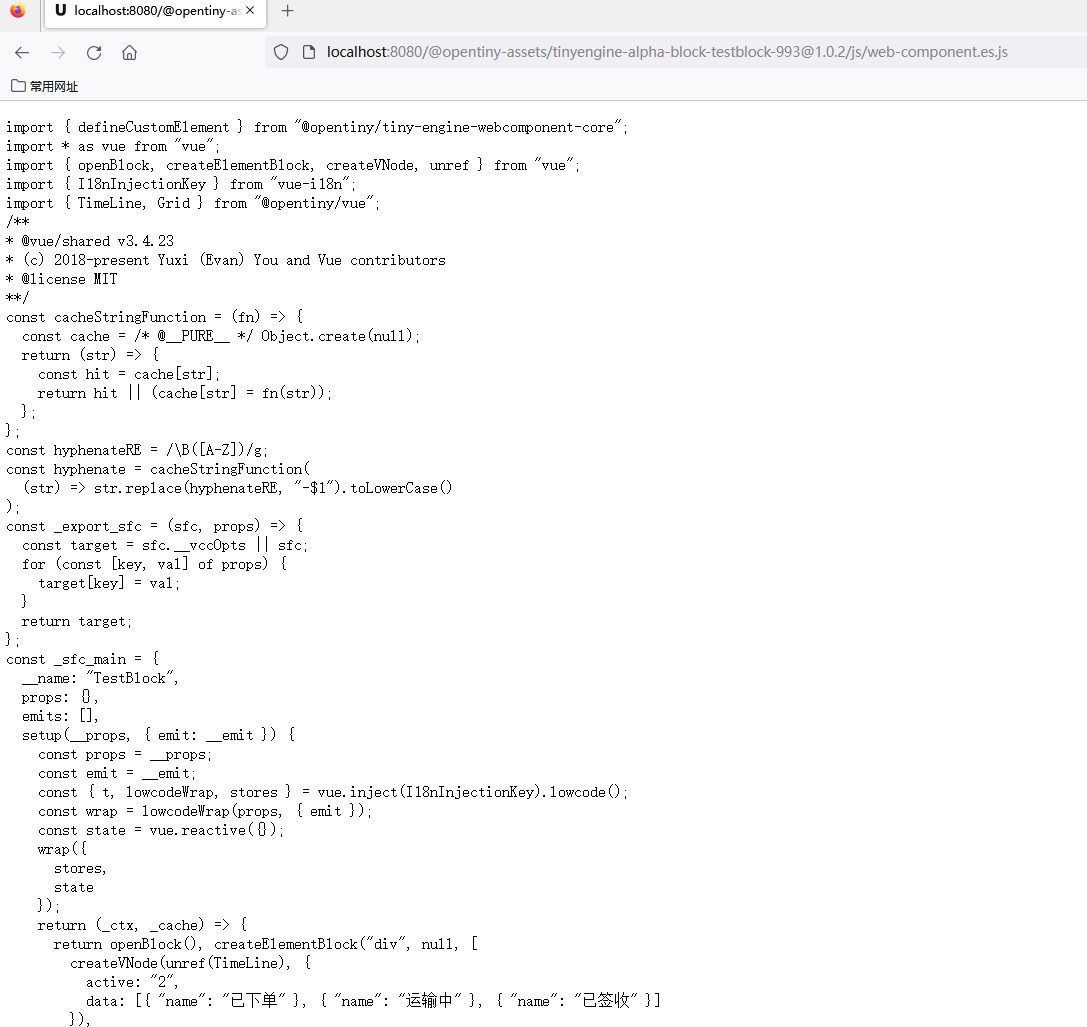 localhost:8080/@opentiny-as
localhost:8080/@opentiny-assets/tinyengine-alpha-block-testblock-993@1.0.2/js/web-component.es.js
常用网址
import { defineCustomElement } from "@opentiny/tiny-engine-webcomponent-core";
import * as vue from "vue";
import { openBlock, createElementBlock, createVNode, unref } from "vue";
import { I18nInjectionKey } from "vue-i18n";
import { TimeLine, Grid } from "@opentiny/vue";
/**
* @vue/shared v3.4.23
* (c) 2018-present Yuxi (Evan) You and Vue contributors
* @license MIT
**/
const cacheStringFunction = (fn) => {
  const cache = /* @__PURE__ */ Object.create(null);
  return (str) => {
    const hit = cache[str];
    return hit || (cache[str] = fn(str));
  };
};
const hyphenateRE = /\B([A-Z])/g;
const hyphenate = cacheStringFunction(
  (str) => str.replace(hyphenateRE, "-$1").toLowerCase()
);
const _export_sfc = (sfc, props) => {
  const target = sfc.__vccOpts || sfc;
  for (const [key, val] of props) {
    target[key] = val;
  }
  return target;
};
const _sfc_main = {
  __name: "TestBlock",
  props: {},
  emits: [],
  setup(__props, { emit: __emit }) {
    const props = __props;
    const emit = __emit;
    const { t, lowcodeWrap, stores } = vue.inject(I18nInjectionKey).lowcode();
    const wrap = lowcodeWrap(props, { emit });
    const state = vue.reactive({});
    wrap({
      stores,
      state
    });
    return (_ctx, _cache) => {
      return openBlock(), createElementBlock("div", null, [
        createVNode(unref(TimeLine), {
          active: "2",
          data: [{ "name": "已下单" }, { "name": "运输中" }, { "name": "已签收" }]
        }),